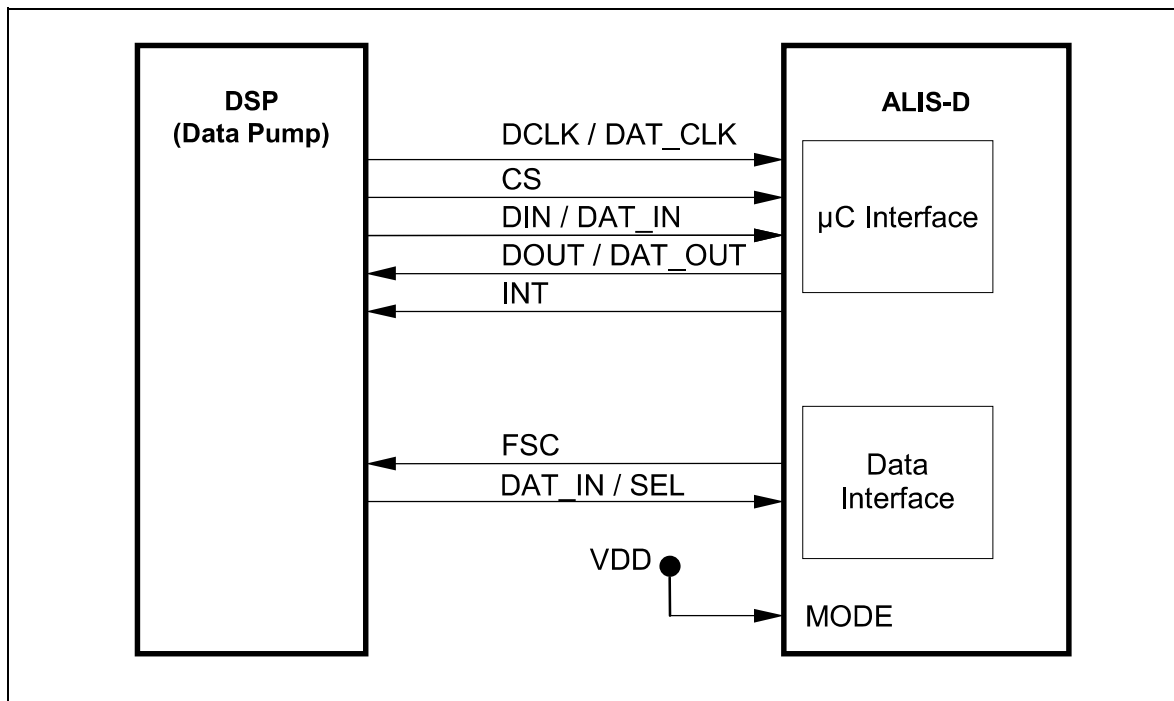 DSP
(Data Pump)
ALIS-D
DCLK / DAT_CLK
CS
DIN / DAT_IN
DOUT / DAT_OUT
INT
µC Interface
FSC
DAT_IN / SEL
Data
Interface
VDD
MODE